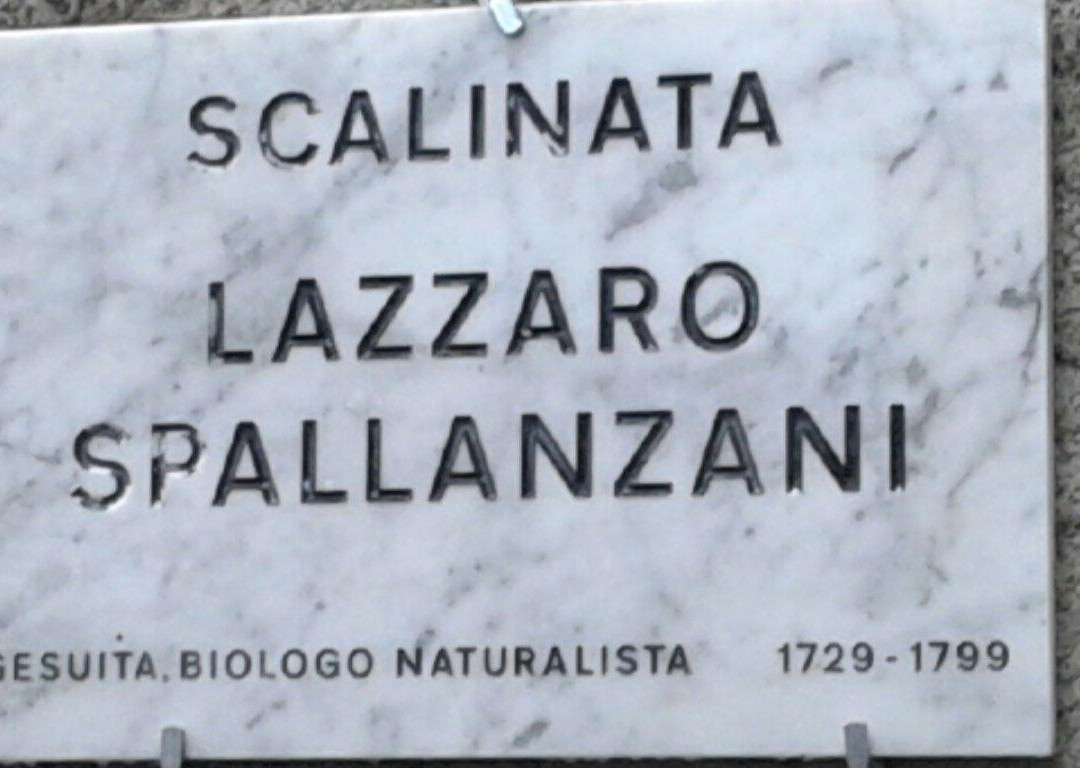 SCALINATA
LAZZARO
SPALLANZANI
GESUITA, BIOLOGO NATURALISTA 1729-1799